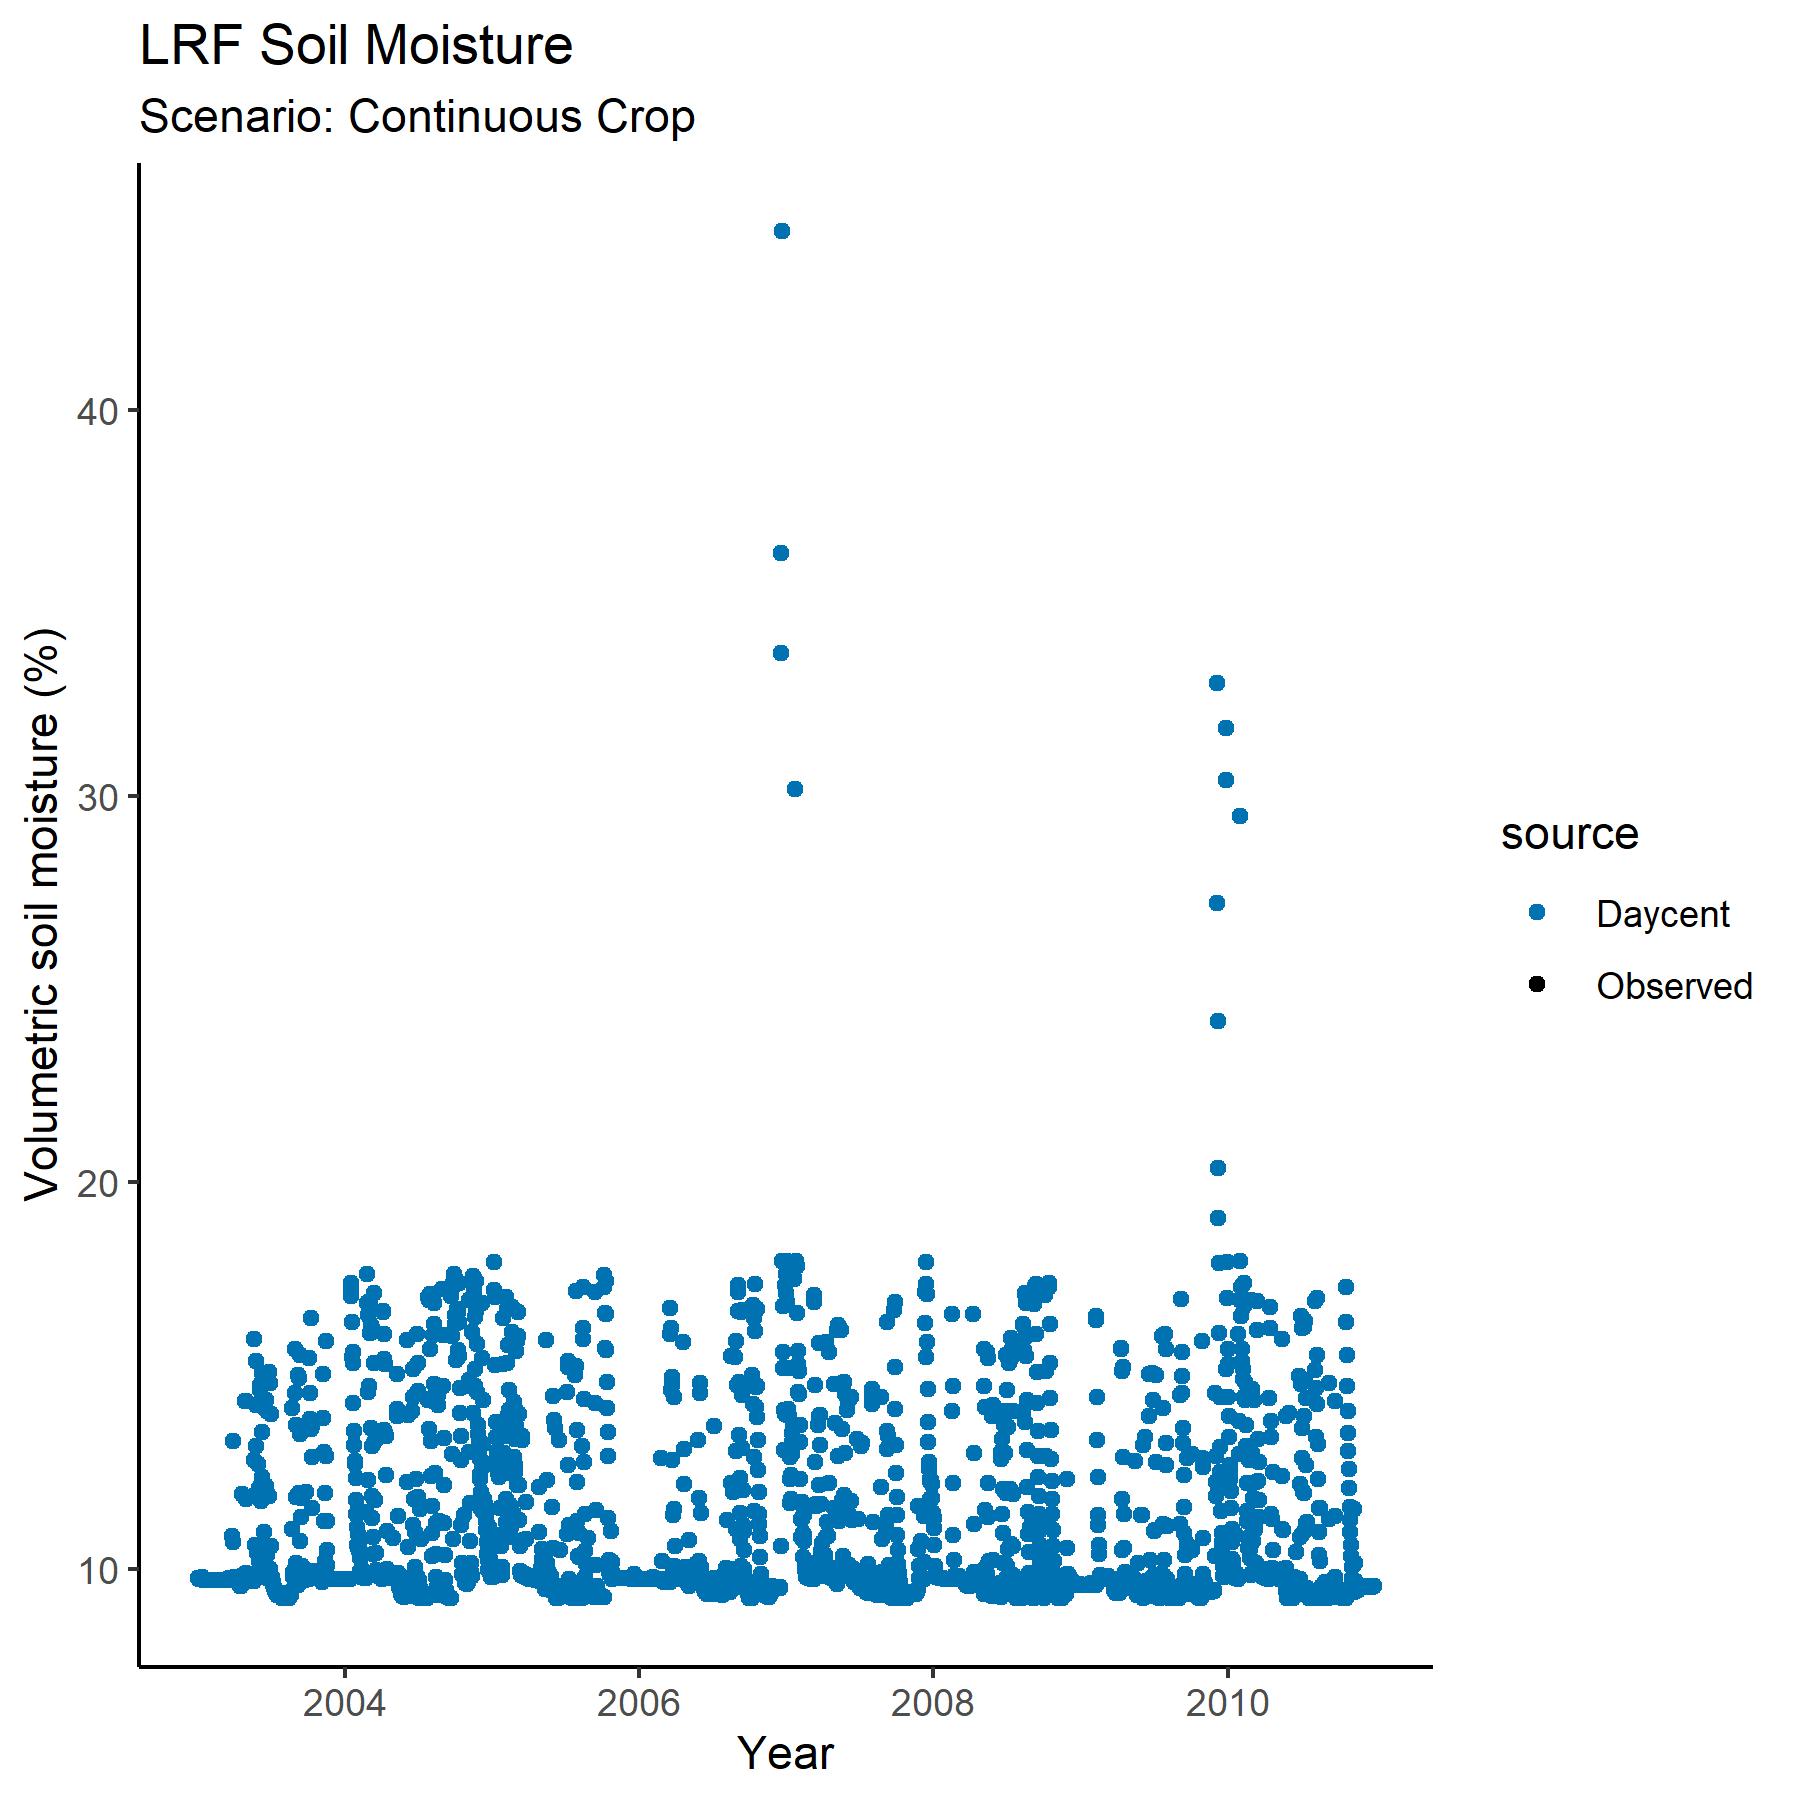 LRF Soil Moisture
Scenario: Continuous Crop
Volumetric soil moisture (%)
40
30
20
10
2004
2006
2008
2010
Year
source
Daycent
Observed